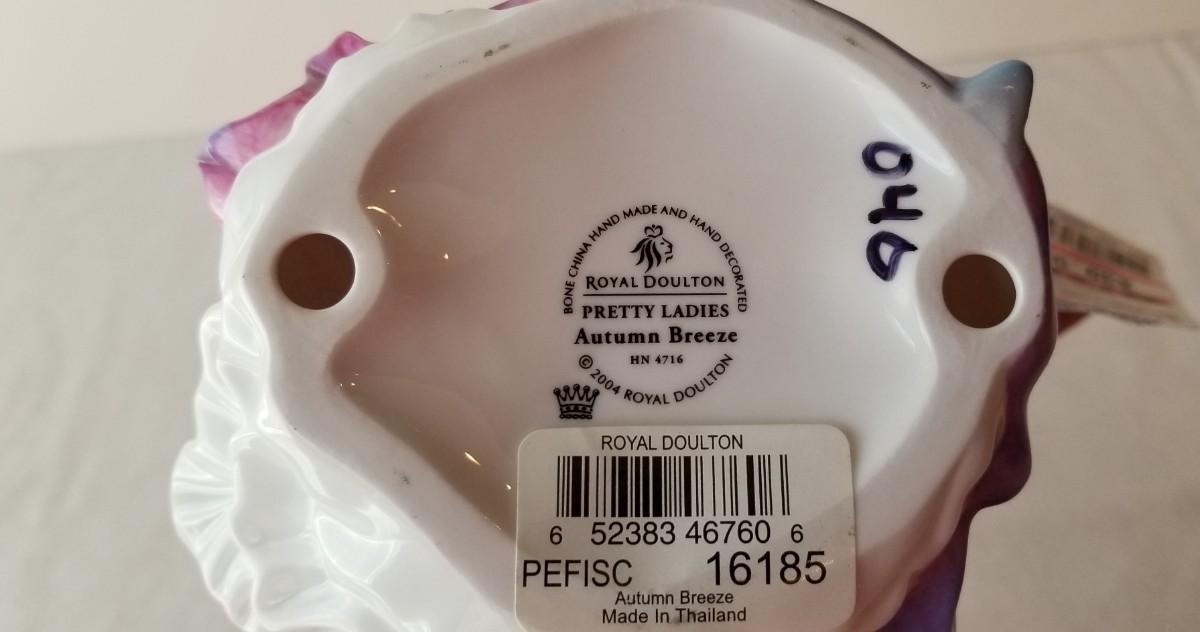 BONE CHINA HAND MADE AND HAND DECORATED
ROYAL DOULTON
PRETTY LADIES
Autumn Breeze
HN 4716
© 2004 ROYAL DOULTON
ROYAL DOULTON
6 52383 46760 6
PEFISC 16185
Autumn Breeze
Made In Thailand